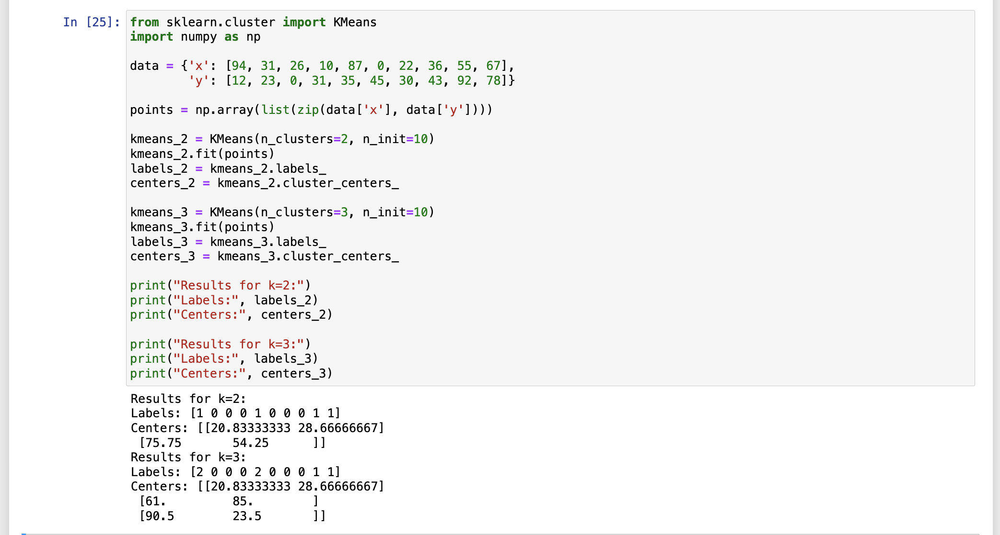 In [25]: from sklearn.cluster import KMeans
import numpy as np
data = {'x': [94, 31, 26, 10, 87, 0, 22, 36, 55, 67],
        'y': [12, 23, 0, 31, 35, 45, 30, 43, 92, 78]}
points = np.array(list(zip(data['x'], data['y'])))
kmeans_2 = KMeans(n_clusters=2, n_init=10)
kmeans_2.fit(points)
labels_2 = kmeans_2.labels_
centers_2 = kmeans_2.cluster_centers_
kmeans_3 = KMeans(n_clusters=3, n_init=10)
kmeans_3.fit(points)
labels_3 = kmeans_3.labels_
centers_3 = kmeans_3.cluster_centers_
print("Results for k=2:")
print("Labels:", labels_2)
print("Centers:", centers_2)
print("Results for k=3:")
print("Labels:", labels_3)
print("Centers:", centers_3)
Results for k=2:
Labels: [1 0 0 0 1 0 0 0 1 1]
Centers: [[20.83333333 28.66666667]
 [75.75       54.25      ]]
Results for k=3:
Labels: [2 0 0 0 2 0 0 0 1 1]
Centers: [[20.83333333 28.66666667]
 [61.         85.        ]
 [90.5        23.5       ]]